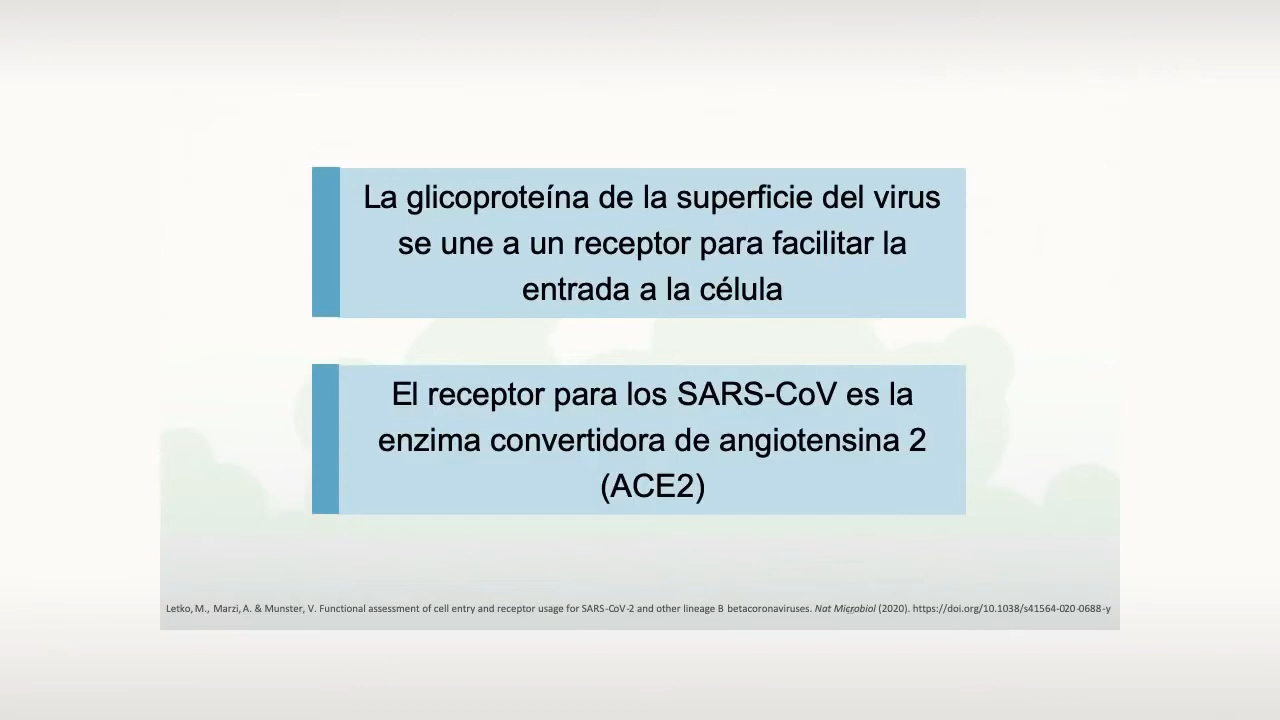 La glicoproteína de la superficie del virus
se une a un receptor para facilitar la
entrada a la célula
El receptor para los SARS-CoV es la
enzima convertidora de angiotensina 2
(ACE2)
Letko, M., Marzi, A. & Munster, V. Functional assessment of cell entry and receptor usage for SARS-CoV-2 and other lineage B betacoronaviruses. Nat Microbiol (2020). https://doi.org/10.1038/s41564-020-0688-y